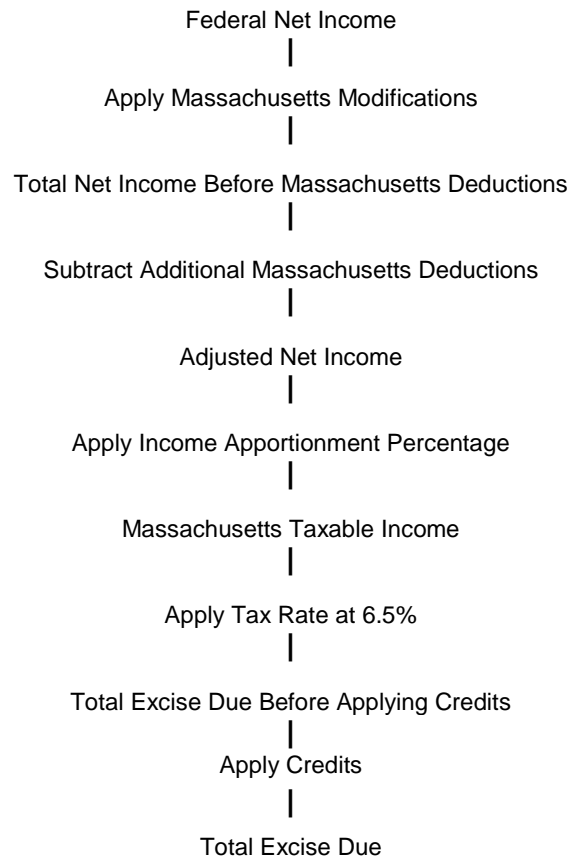 Federal Net Income
Apply Massachusetts Modifications
Total Net Income Before Massachusetts Deductions
Subtract Additional Massachusetts Deductions
Adjusted Net Income
Apply Income Apportionment Percentage
Massachusetts Taxable Income
Apply Tax Rate at 6.5%
Total Excise Due Before Applying Credits
Apply Credits
Total Excise Due